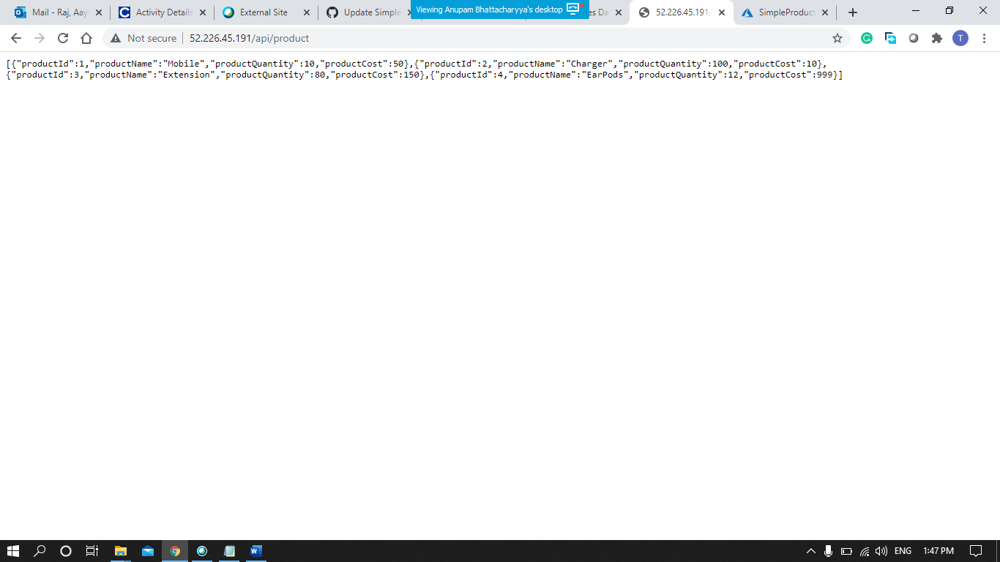 Mail - Raj, Aay
Activity Details
External Site
Update Simple
Viewing Anupam Bhattacharyya's desktop
es Da
52.226.45.191/
SimpleProduct
Not secure
52.226.45.191/api/product
T
[{"productId":1,"productName":"Mobile","productQuantity":10,"productCost":50},{"productId":2,"productName":"Charger","productQuantity":100,"productCost":10},
{"productId":3,"productName":"Extension","productQuantity":80,"productCost":150},{"productId":4,"productName":"EarPods","productQuantity":12,"productCost":999}]
ENG
1:47 PM